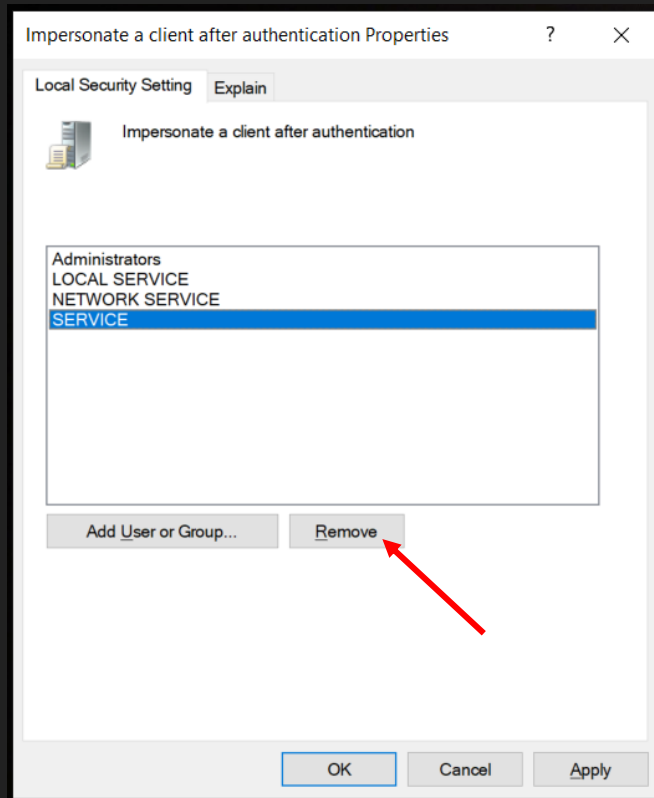 Impersonate a client after authentication Properties ?
Local Security Setting Explain
Impersonate a client after authentication
Administrators
LOCAL SERVICE
NETWORK SERVICE
SERVICE
Add User or Group... Remove
OK Cancel Apply